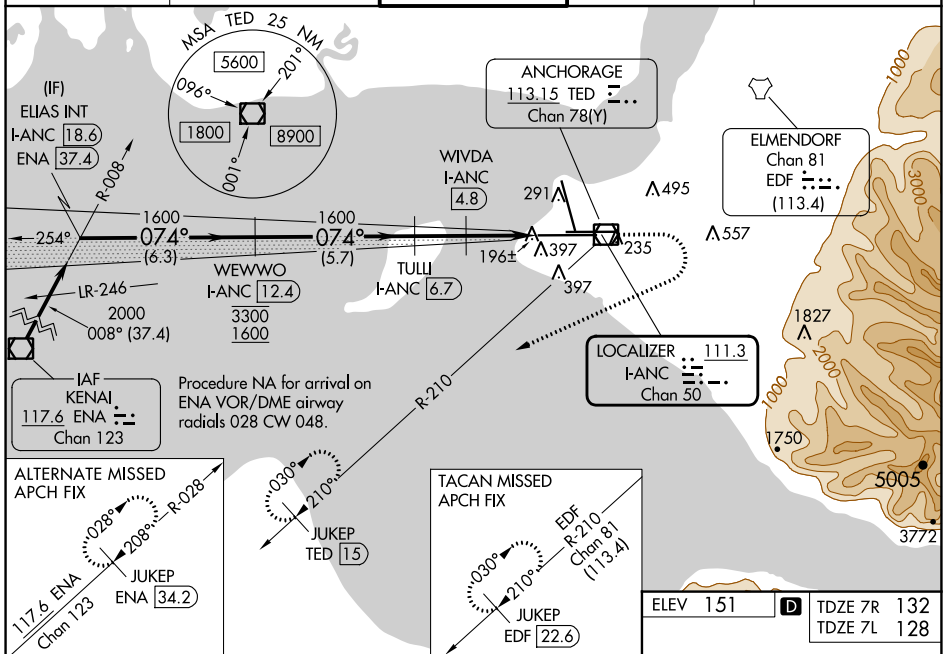 MSA TED 25 NM
5600
096°
201°
1800
8900
001°
(IF)
ELIAS INT
I-ANC 18.6
ENA 37.4
R-008
ANCHORAGE
113.15 TED
Chan 78(Y)
ELMENDORF
Chan 81
EDF
(113.4)
1000
3000
WIVDA
I-ANC
4.8
291
495
557
254°
1600
074°
(6.3)
1600
074°
(5.7)
196±
397
235
397
WEWWO
I-ANC 12.4
3300
1600
TULLI
I-ANC 6.7
LR-246
2000
008° (37.4)
IAF
KENAI
117.6 ENA
Chan 123
Procedure NA for arrival on
ENA VOR/DME airway
radials 028 CW 048.
R-210
LOCALIZER 111.3
I-ANC
Chan 50
1827
2000
1000
1750
5005
3772
ALTERNATE MISSED
APCH FIX
028°
208°
R-028
JUKEP
ENA 34.2
117.6 ENA
Chan 123
030°
210°
JUKEP
TED 15
TACAN MISSED
APCH FIX
EDF
R-210
Chan 81
(113.4)
030°
210°
JUKEP
EDF 22.6
ELEV 151
D
TDZE 7R 132
TDZE 7L 128